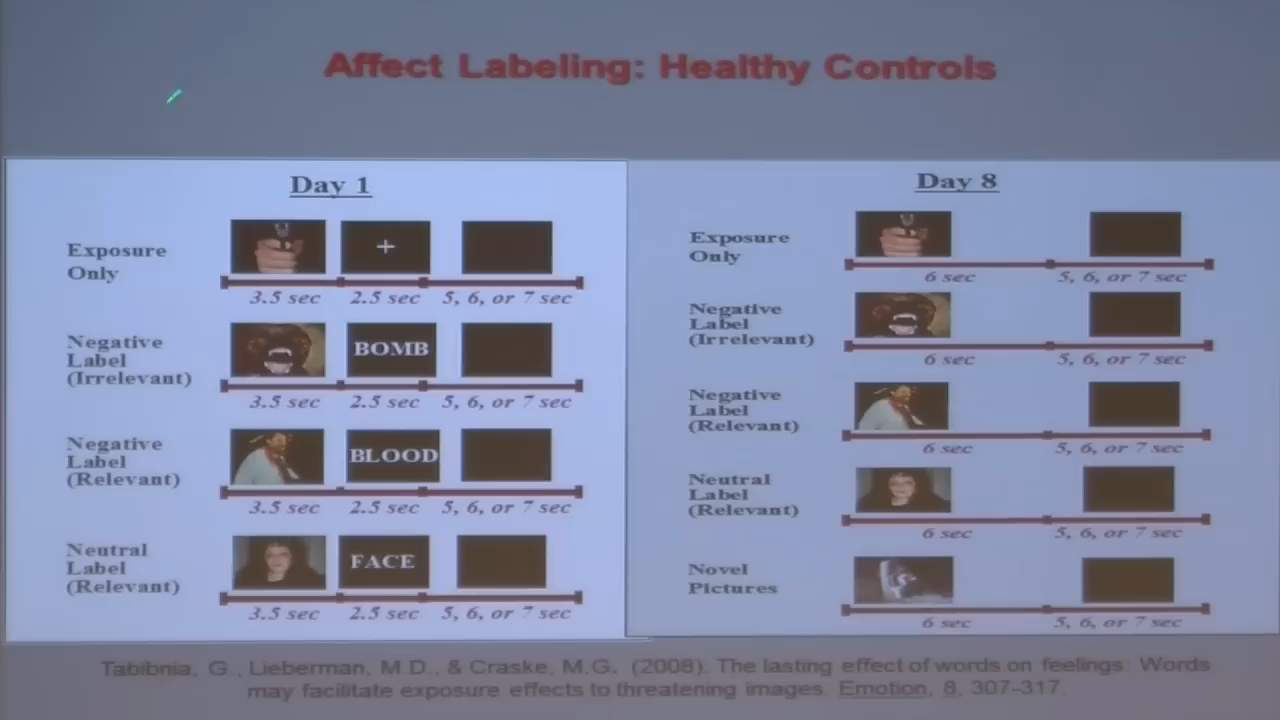 Affect Labeling: Healthy Controls
Day 1
Exposure
Only
+
3.5 sec 2.5 sec 5, 6, or 7 sec
Negative
Label
(Irrelevant)
BOMB
3.5 sec 2.5 sec 5, 6, or 7 sec
Negative
Label
(Relevant)
BLOOD
3.5 sec 2.5 sec 5, 6, or 7 sec
Neutral
Label
(Relevant)
FACE
3.5 sec 2.5 sec 5, 6, or 7 sec
Day 8
Exposure
Only
6 sec 5, 6, or 7 sec
Negative
Label
(Irrelevant)
6 sec 5, 6, or 7 sec
Negative
Label
(Relevant)
6 sec 5, 6, or 7 sec
Neutral
Label
(Relevant)
6 sec 5, 6, or 7 sec
Novel
Pictures
6 sec 5, 6, or 7 sec
Tabibnia, G., Lieberman, M.D., & Craske, M.G. (2008). The lasting effect of words on feelings: Words
may facilitate exposure effects to threatening images. Emotion, 8, 307-317.